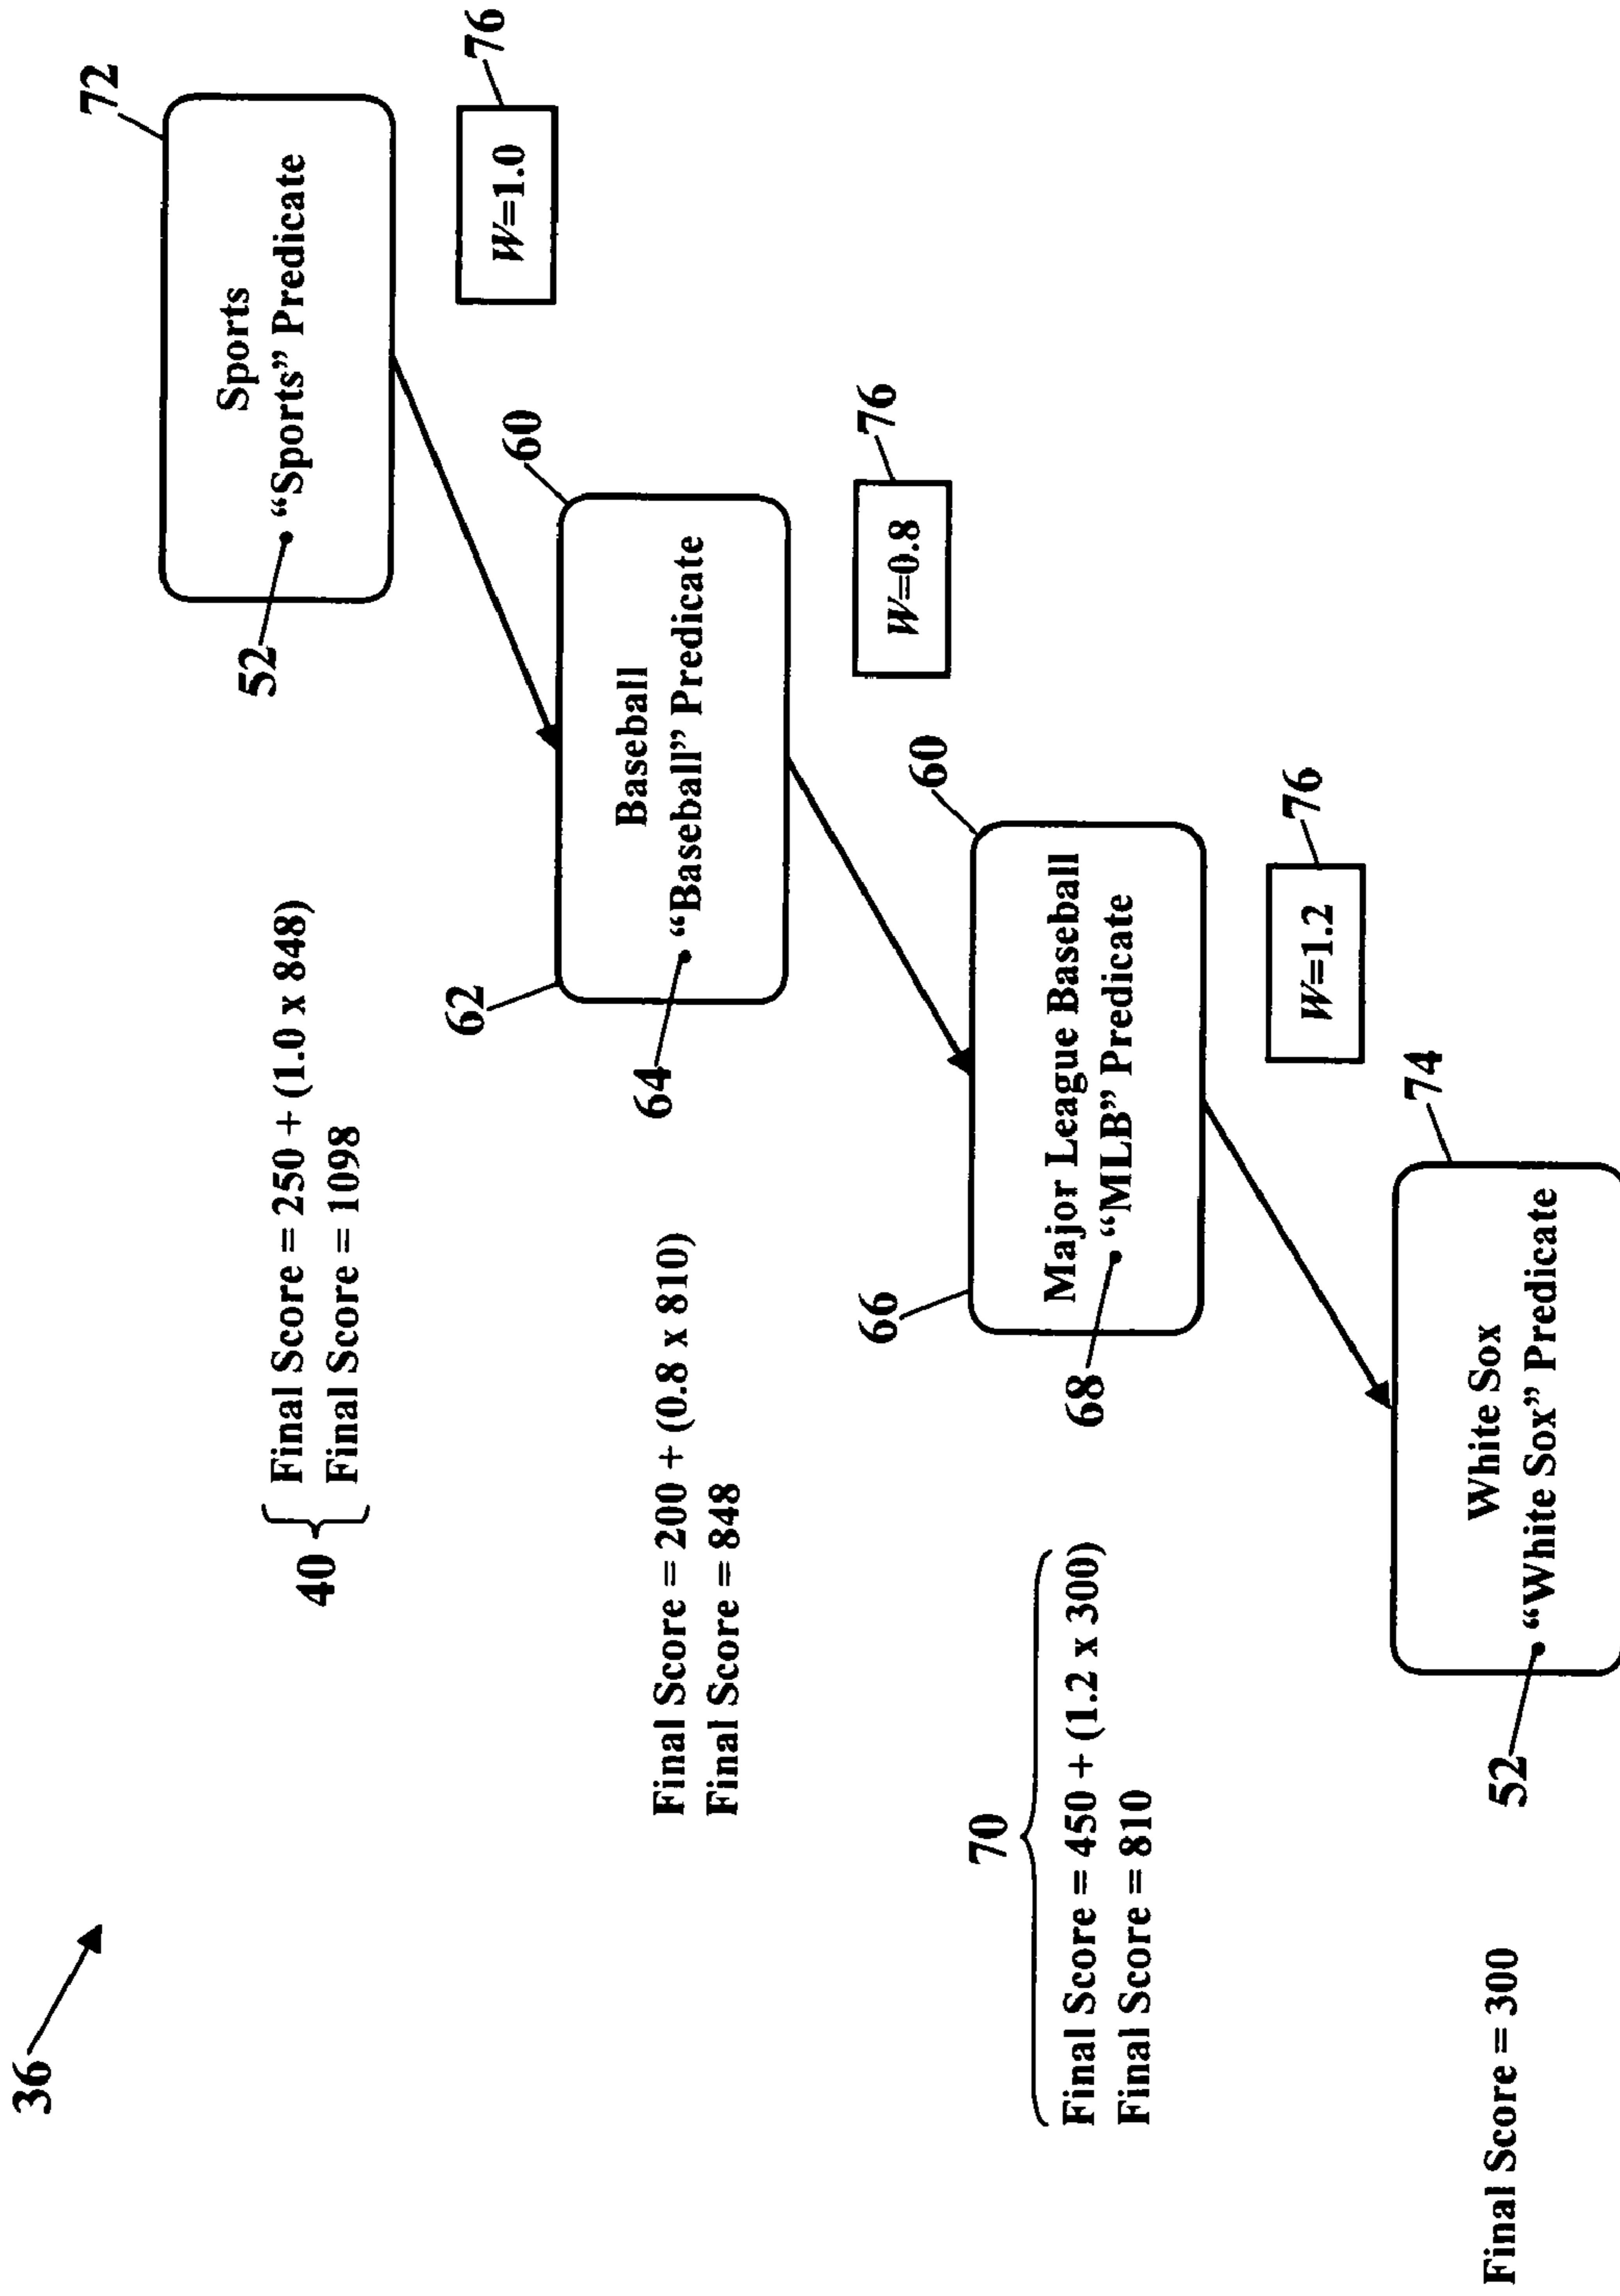 36
72
Sports
• “Sports” Predicate
52
W=1.0
76
40
Final Score = 250 + (1.0 x 848)
Final Score = 1098
62
60
Baseball
• “Baseball” Predicate
64
W=0.8
76
Final Score = 200 + (0.8 x 810)
Final Score = 848
66
60
Major League Baseball
• “MLB” Predicate
68
W=1.2
76
70
Final Score = 450 + (1.2 x 300)
Final Score = 810
74
White Sox
• “White Sox” Predicate
52
Final Score = 300